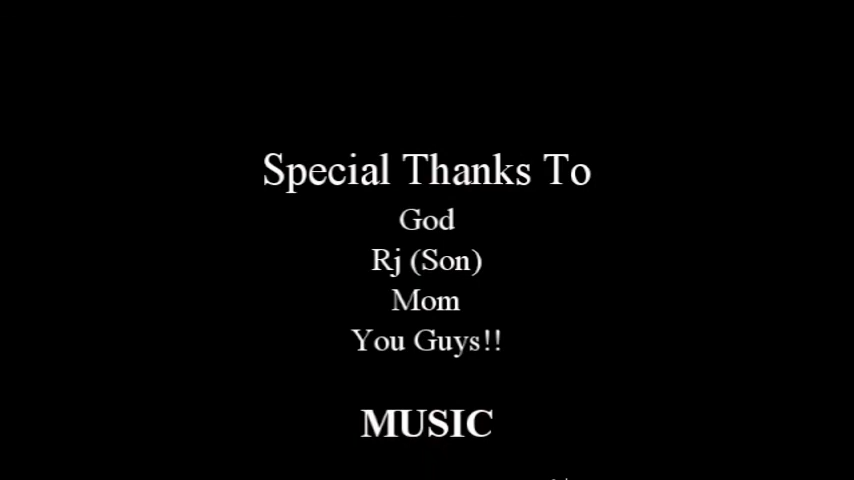 Special Thanks To
God
Rj (Son)
Mom
You Guys!!
MUSIC